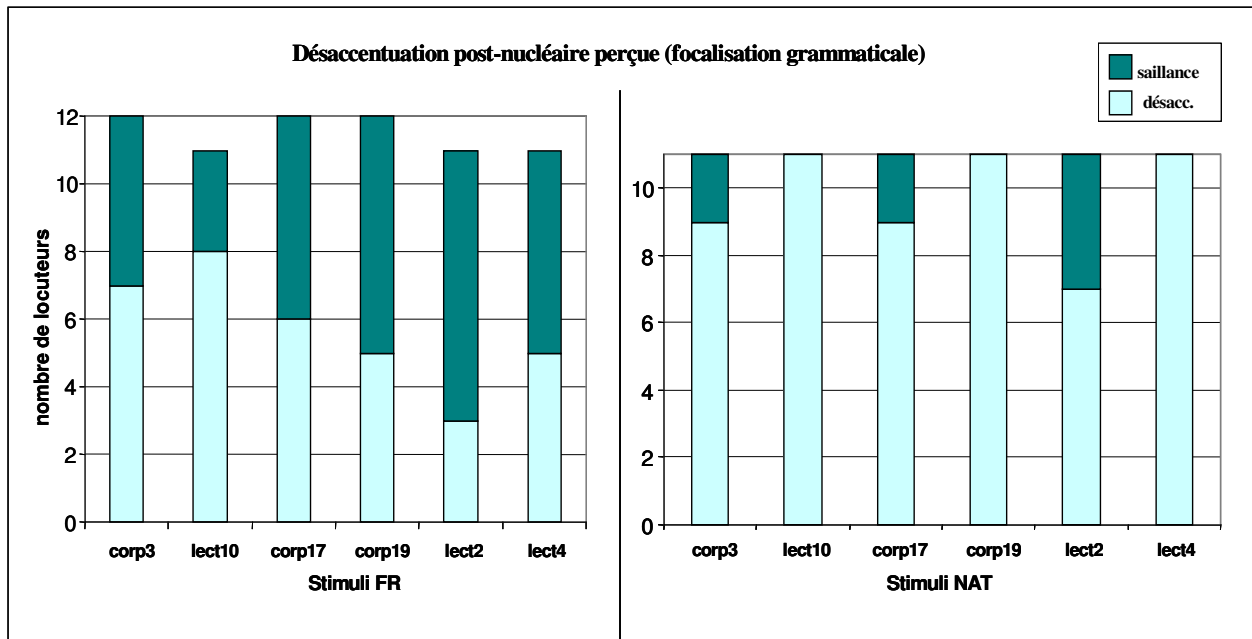 Désaccentuation post-nucléaire perçue (focalisation grammaticale)
saillance
désacc.
nombre de locuteurs
12
10
8
6
4
2
0
corp3 lect10 corp17 corp19 lect2 lect4
Stimuli FR
10
8
6
4
2
0
corp3 lect10 corp17 corp19 lect2 lect4
Stimuli NAT